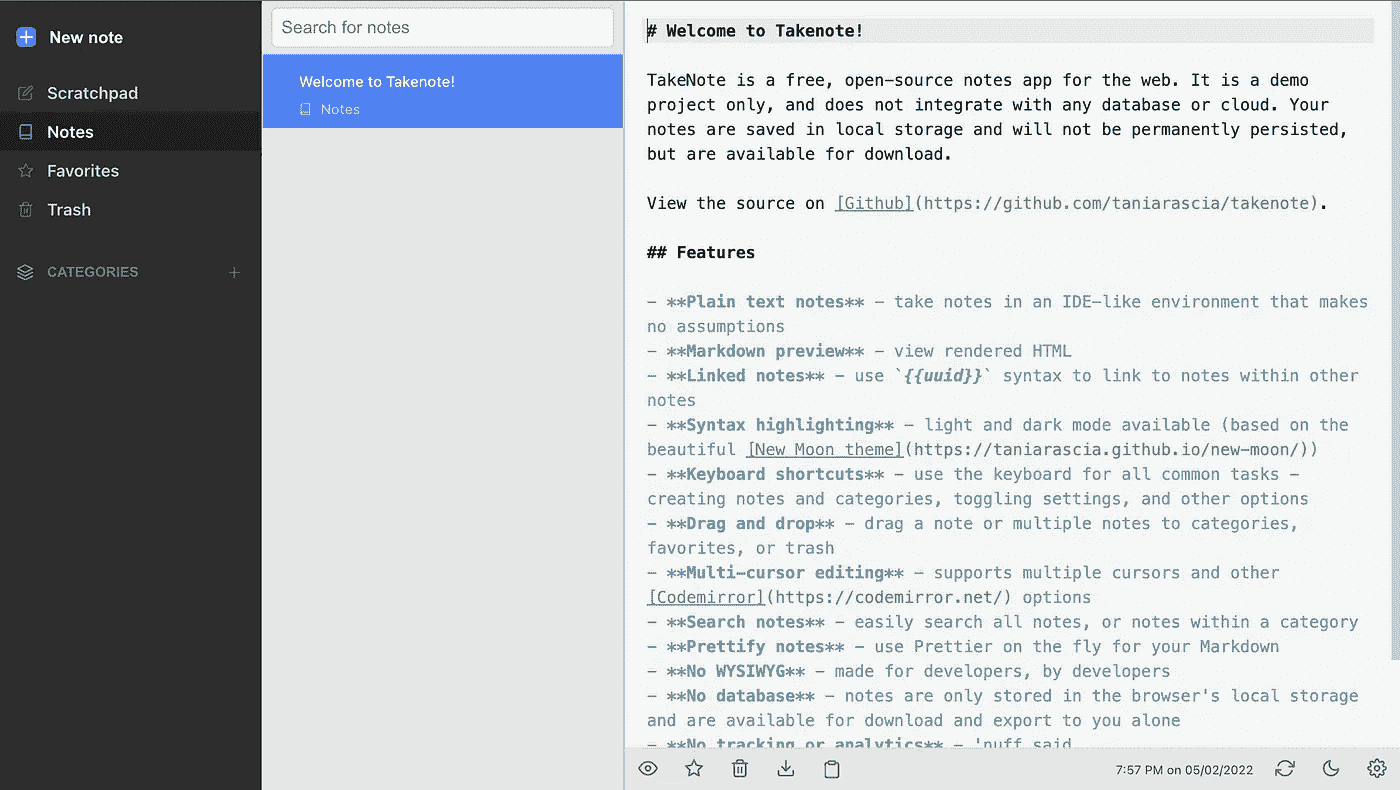 New note
Scratchpad
Notes
Favorites
Trash
CATEGORIES
Search for notes
Welcome to Takenote!
Notes
# Welcome to Takenote!
TakeNote is a free, open-source notes app for the web. It is a demo
project only, and does not integrate with any database or cloud. Your
notes are saved in local storage and will not be permanently persisted,
but are available for download.
View the source on [Github](https://github.com/taniarascia/takenote).
## Features
- **Plain text notes** - take notes in an IDE-like environment that makes
no assumptions
- **Markdown preview** - view rendered HTML
- **Linked notes** - use `{{uuid}}` syntax to link to notes within other
notes
- **Syntax highlighting** - light and dark mode available (based on the
beautiful [New Moon theme](https://taniarascia.github.io/new-moon/))
- **Keyboard shortcuts** - use the keyboard for all common tasks -
creating notes and categories, toggling settings, and other options
- **Drag and drop** - drag a note or multiple notes to categories,
favorites, or trash
- **Multi-cursor editing** - supports multiple cursors and other
[Codemirror](https://codemirror.net/) options
- **Search notes** - easily search all notes, or notes within a category
- **Prettify notes** - use Prettier on the fly for your Markdown
- **No WYSIWYG** - made for developers, by developers
- **No database** - notes are only stored in the browser's local storage
and are available for download and export to you alone
- **No tracking or analytics** - 'nuff said
7:57 PM on 05/02/2022